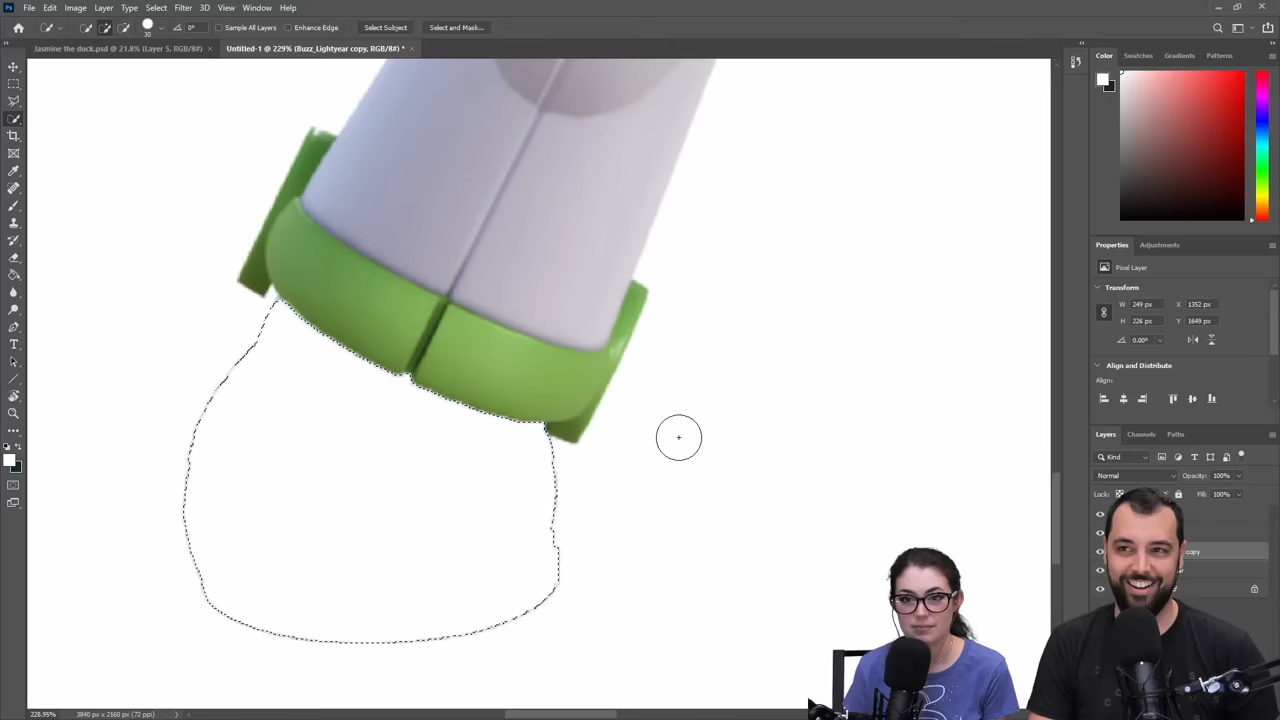 File Edit Image Layer Type Select Filter 3D View Window Help
30 0° Sample All Layers Enhance Edge Select Subject Select and Mask...
Jasmine the duck.psd @ 21.8% (Layer 5, RGB/8#) × Untitled-1 @ 229% (Buzz_Lightyear copy, RGB/8#) * ×
Color Swatches Gradients Patterns
Properties Adjustments
Pixel Layer
Transform
W 249 px X 1352 px
H 226 px Y 1649 px
0.00°
Align and Distribute
Align:
Layers Channels Paths
Kind
Normal Opacity: 100%
Lock: Fill: 100%
copy
228.95% 3840 px x 2160 px (72 ppi)